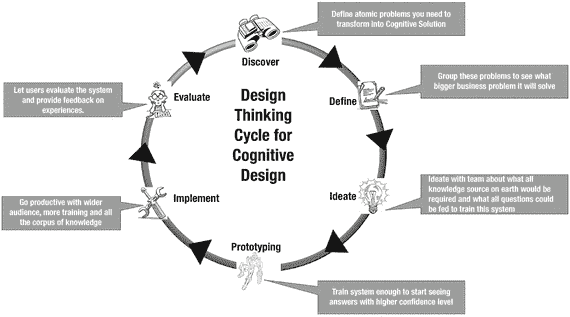 Define atomic problems you need to
transform into Cognitive Solution
Discover
Group these problems to see what
bigger business problem it will solve
Define
Ideate with team about what all
knowledge source on earth would be
required and what all questions could
be fed to train this system
Ideate
Train system enough to start seeing
answers with higher confidence level
Prototyping
Go productive with wider
audience, more training and all
the corpus of knowledge
Implement
Let users evaluate the system
and provide feedback on
experiences.
Evaluate
Design
Thinking
Cycle for
Cognitive
Design